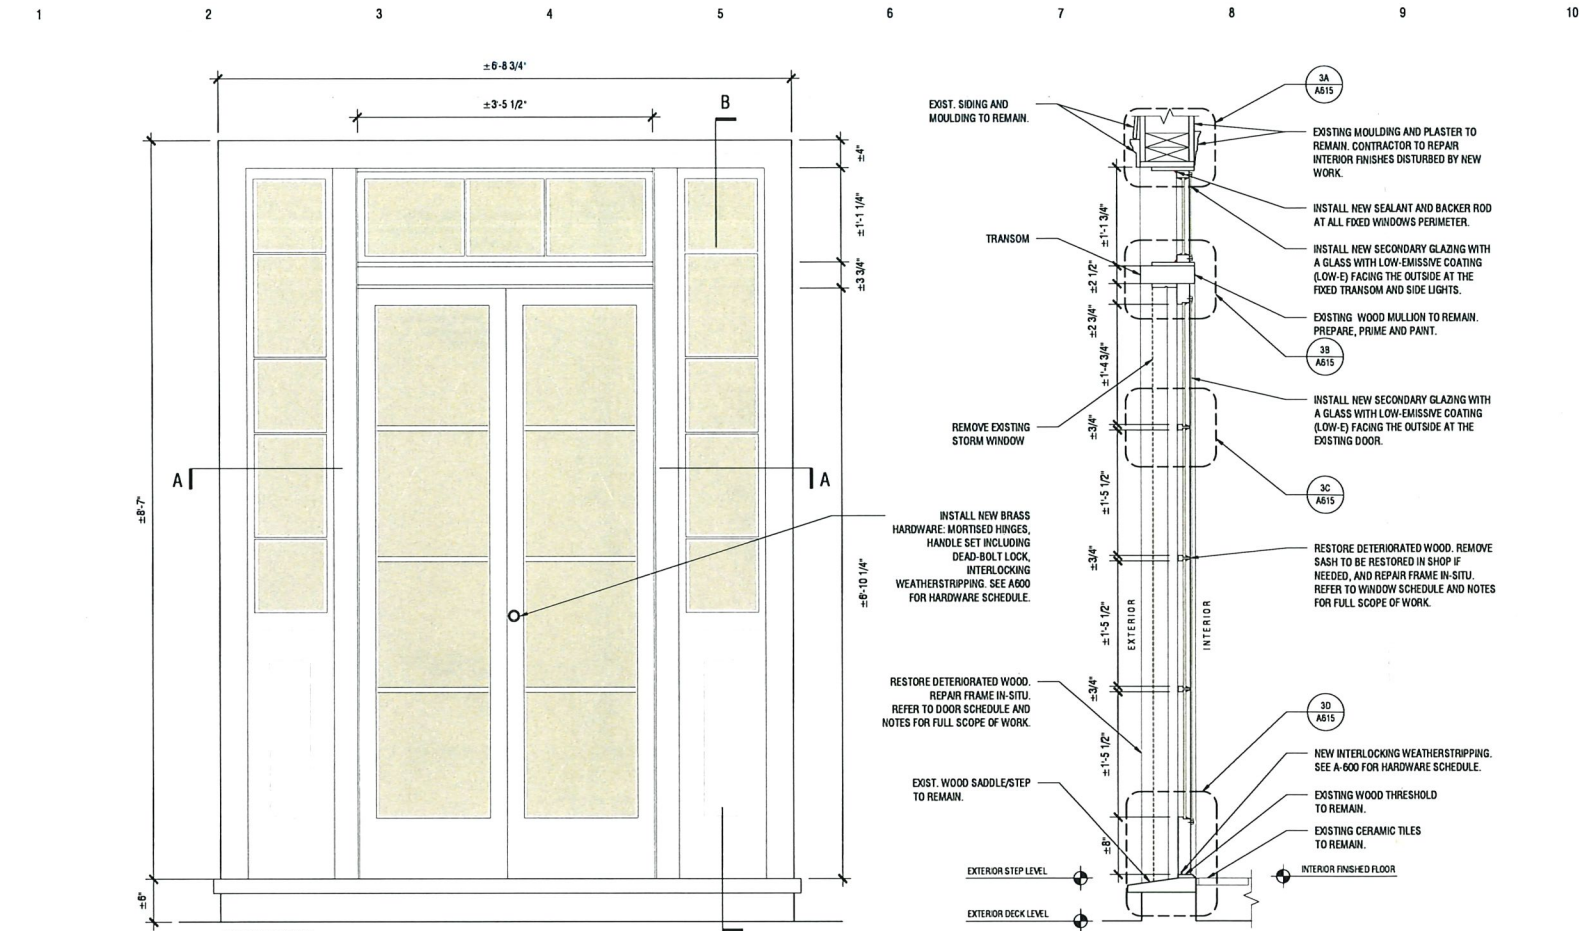 1 2 3 4 5 6 7 8 9 10
±6'-8 3/4"
±3'-5 1/2"
B
±4"
±1'-1 1/4"
±3 3/4"
±8'-7"
A
A
±6'-10 1/4"
±6"
INSTALL NEW BRASS
HARDWARE: MORTISED HINGES,
HANDLE SET INCLUDING
DEAD-BOLT LOCK,
INTERLOCKING
WEATHERSTRIPPING. SEE A600
FOR HARDWARE SCHEDULE.
EXIST. SIDING AND
MOULDING TO REMAIN.
TRANSOM
REMOVE EXISTING
STORM WINDOW
RESTORE DETERIORATED WOOD.
REPAIR FRAME IN-SITU.
REFER TO DOOR SCHEDULE AND
NOTES FOR FULL SCOPE OF WORK.
EXIST. WOOD SADDLE/STEP
TO REMAIN.
EXTERIOR STEP LEVEL
EXTERIOR DECK LEVEL
±1'-1 3/4"
±2 1/2"
±2 3/4"
±1'-4 3/4"
±3/4"
±1'-5 1/2"
±3/4"
±1'-5 1/2"
±3/4"
±1'-5 1/2"
±8"
EXTERIOR
INTERIOR
3A
A615
EXISTING MOULDING AND PLASTER TO
REMAIN. CONTRACTOR TO REPAIR
INTERIOR FINISHES DISTURBED BY NEW
WORK.
INSTALL NEW SEALANT AND BACKER ROD
AT ALL FIXED WINDOWS PERIMETER.
INSTALL NEW SECONDARY GLAZING WITH
A GLASS WITH LOW-EMISSIVE COATING
(LOW-E) FACING THE OUTSIDE AT THE
FIXED TRANSOM AND SIDE LIGHTS.
EXISTING WOOD MULLION TO REMAIN.
PREPARE, PRIME AND PAINT.
3B
A615
INSTALL NEW SECONDARY GLAZING WITH
A GLASS WITH LOW-EMISSIVE COATING
(LOW-E) FACING THE OUTSIDE AT THE
EXISTING DOOR.
3C
A615
RESTORE DETERIORATED WOOD. REMOVE
SASH TO BE RESTORED IN SHOP IF
NEEDED, AND REPAIR FRAME IN-SITU.
REFER TO WINDOW SCHEDULE AND NOTES
FOR FULL SCOPE OF WORK.
3D
A615
NEW INTERLOCKING WEATHERSTRIPPING.
SEE A-600 FOR HARDWARE SCHEDULE.
EXISTING WOOD THRESHOLD
TO REMAIN.
EXISTING CERAMIC TILES
TO REMAIN.
INTERIOR FINISHED FLOOR